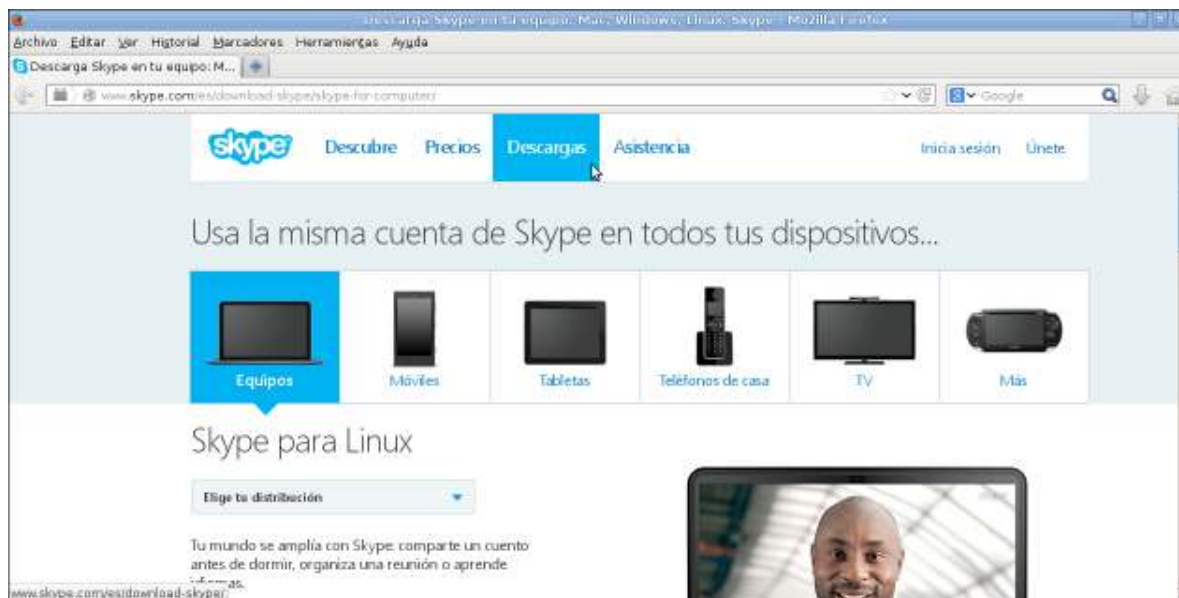 Descarga Skype en tu equipo: Mac, Windows, Linux. Skype - Mozilla Firefox
Archivo Editar Ver Historial Marcadores Herramientas Ayuda
Descarga Skype en tu equipo: M...
www.skype.com/es/download-skype/skype-for-computer/
Google
skype
Descubre Precios Descargas Asistencia Inicia sesión Únete
Usa la misma cuenta de Skype en todos tus dispositivos...
Equipos Móviles Tabletas Teléfonos de casa TV Más
Skype para Linux
Elige tu distribución
Tu mundo se amplía con Skype: comparte un cuento
antes de dormir, organiza una reunión o aprende
idiomas.
www.skype.com/es/download-skype/